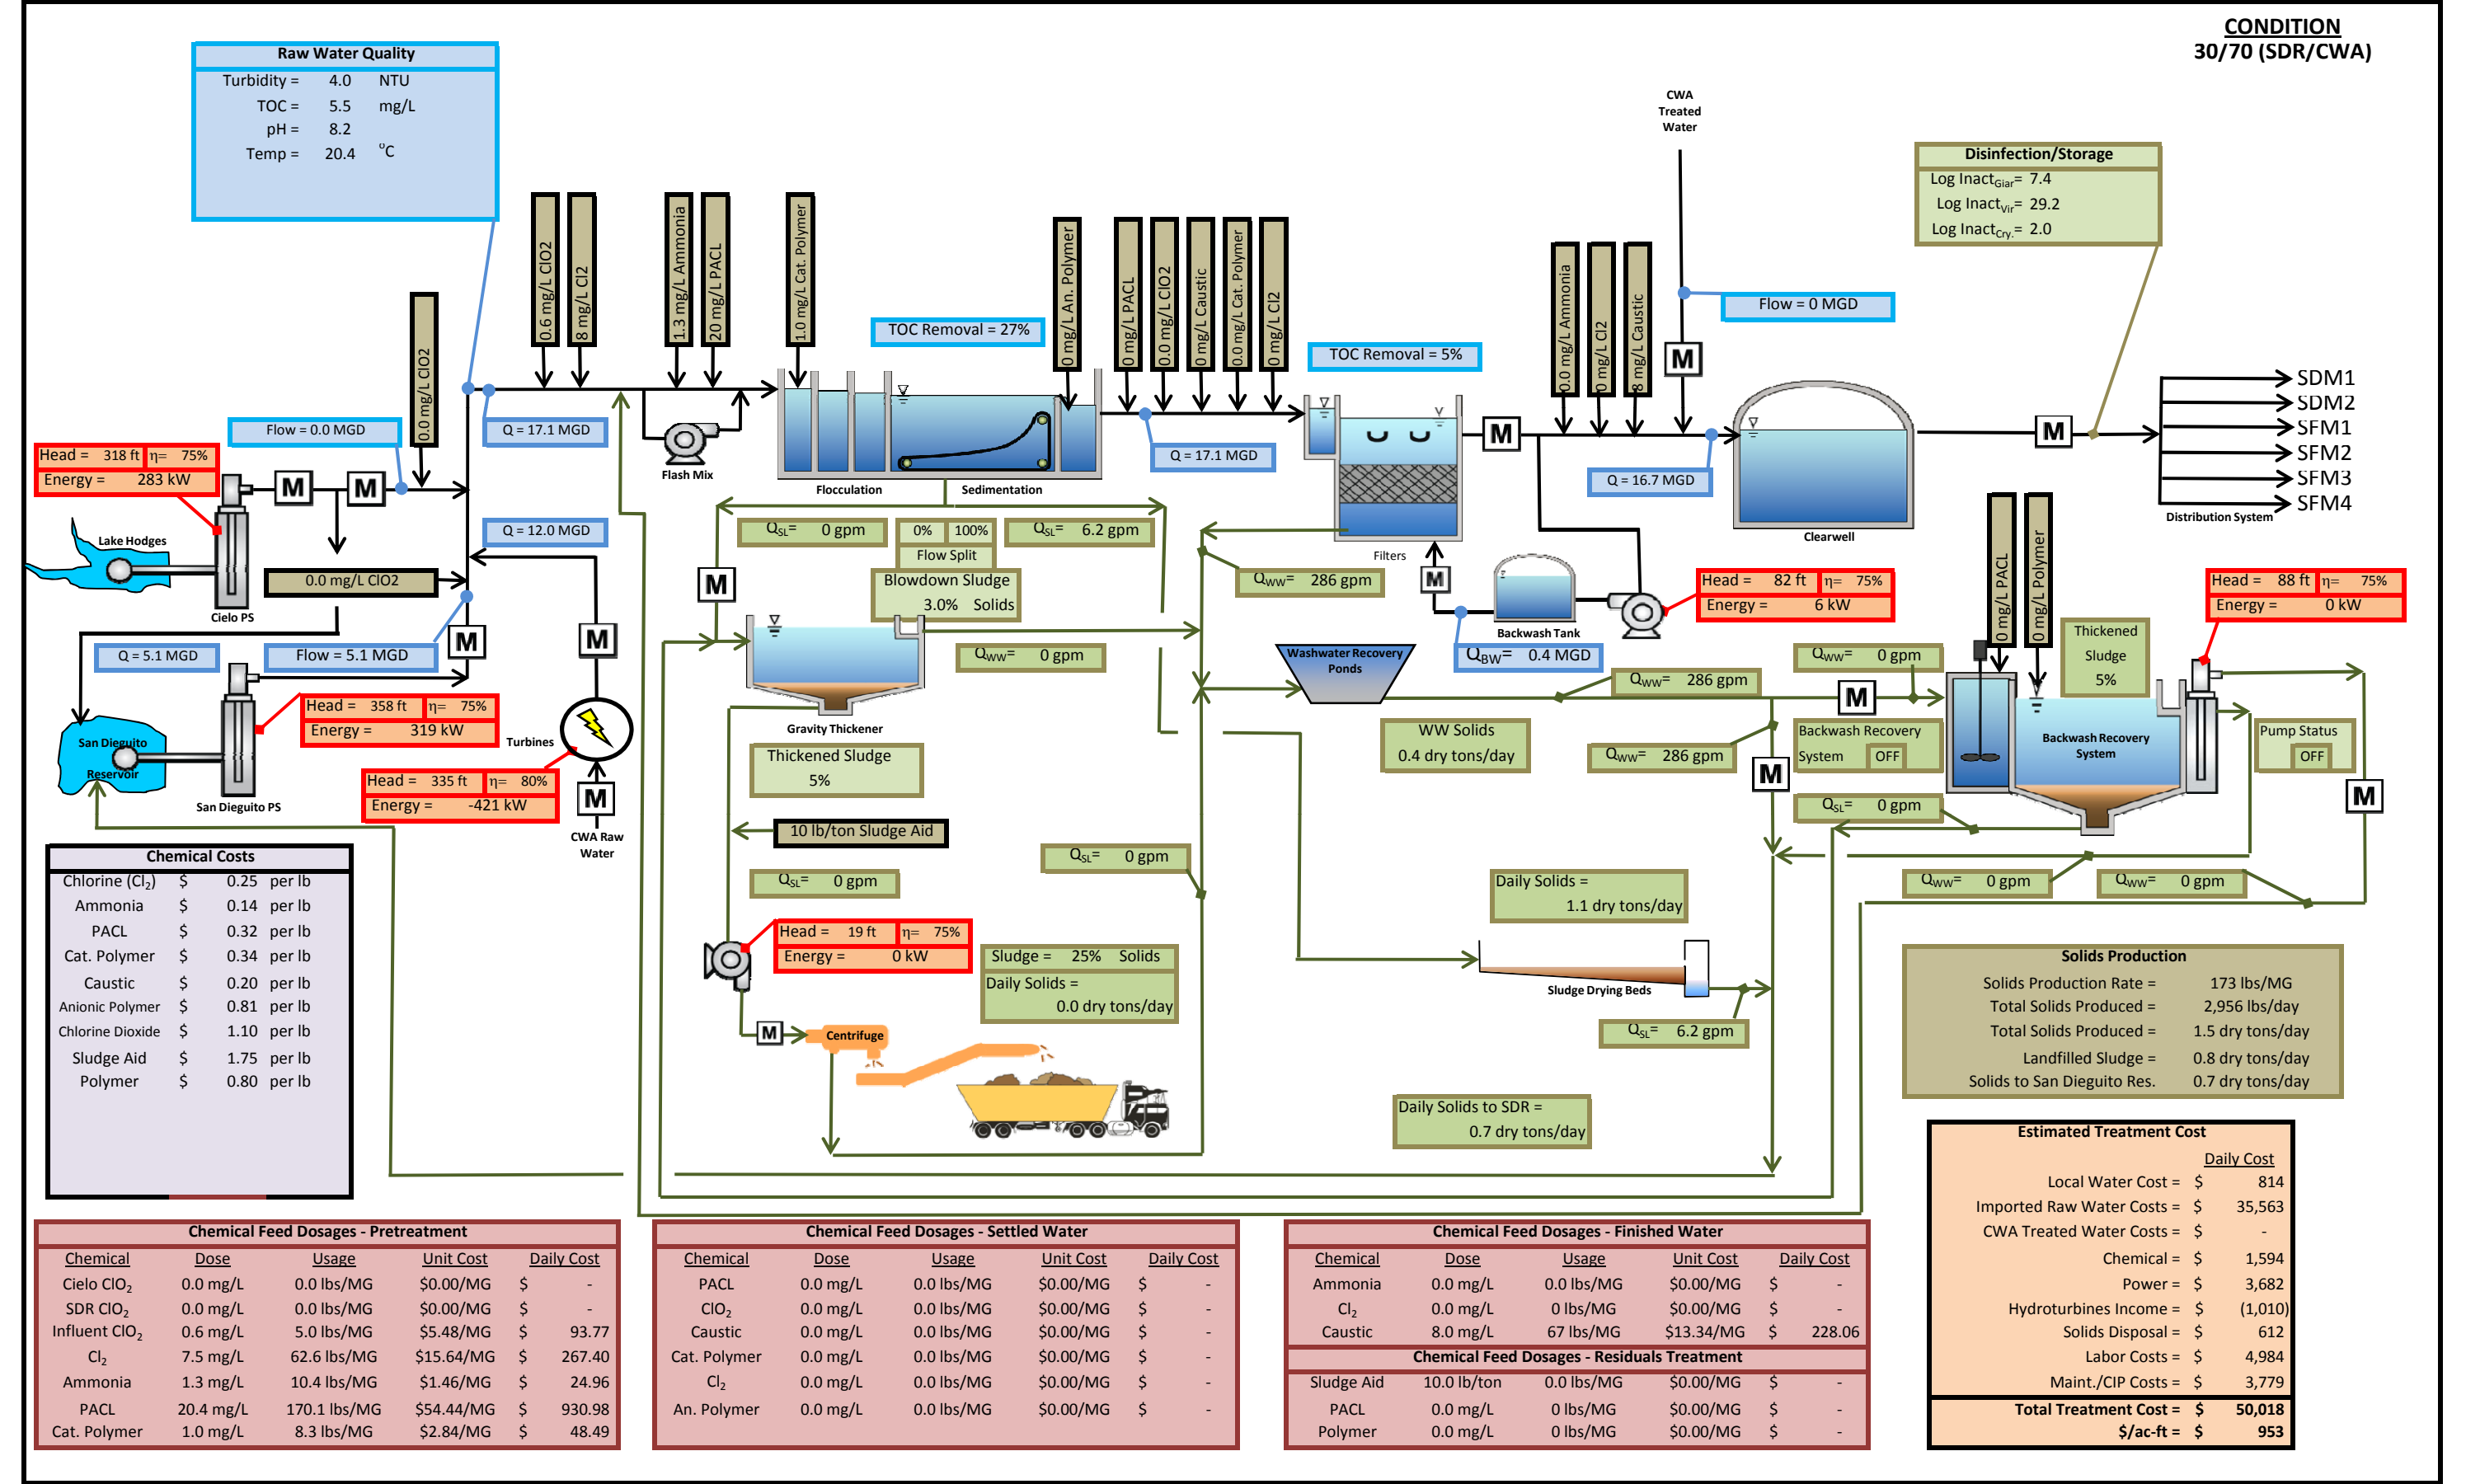 CONDITION
30/70 (SDR/CWA)
Raw Water Quality
Turbidity = 4.0 NTU
TOC = 5.5 mg/L
pH = 8.2
Temp = 20.4 ºC
CWA
Treated
Water
Disinfection/Storage
Log InactGiar= 7.4
Log InactVir= 29.2
Log InactCry.= 2.0
0.0 mg/L ClO2
0.6 mg/L ClO2
8 mg/L Cl2
1.3 mg/L Ammonia
20 mg/L PACL
1.0 mg/L Cat. Polymer
TOC Removal = 27%
0 mg/L An. Polymer
0 mg/L PACL
0.0 mg/L ClO2
0 mg/L Caustic
0.0 mg/L Cat. Polymer
0 mg/L Cl2
TOC Removal = 5%
0.0 mg/L Ammonia
0 mg/L Cl2
8 mg/L Caustic
Flow = 0 MGD
M
SDM1
SDM2
SFM1
SFM2
SFM3
SFM4
Distribution System
M
Flow = 0.0 MGD
Q = 17.1 MGD
Flash Mix
Flocculation
Sedimentation
Q = 17.1 MGD
M
Q = 16.7 MGD
Clearwell
Head = 318 ft η= 75%
Energy = 283 kW
M
M
Lake Hodges
Cielo PS
0.0 mg/L ClO2
Q = 12.0 MGD
QSL= 0 gpm
0% 100%
Flow Split
QSL= 6.2 gpm
Blowdown Sludge
3.0% Solids
M
Filters
QWW= 286 gpm
M
Backwash Tank
QBW= 0.4 MGD
Head = 82 ft η= 75%
Energy = 6 kW
0 mg/L PACL
0 mg/L Polymer
Head = 88 ft η= 75%
Energy = 0 kW
Thickened
Sludge
5%
Q = 5.1 MGD
Flow = 5.1 MGD
M
M
QWW= 0 gpm
Gravity Thickener
Washwater Recovery
Ponds
QWW= 286 gpm
QWW= 0 gpm
M
San Dieguito
Reservoir
San Dieguito PS
Head = 358 ft η= 75%
Energy = 319 kW
Turbines
Head = 335 ft η= 80%
Energy = -421 kW
M
CWA Raw
Water
Thickened Sludge
5%
WW Solids
0.4 dry tons/day
QWW= 286 gpm
M
Backwash Recovery
System OFF
Backwash Recovery
System
Pump Status
OFF
M
QSL= 0 gpm
10 lb/ton Sludge Aid
QSL= 0 gpm
QSL= 0 gpm
QWW= 0 gpm
QWW= 0 gpm
Daily Solids =
1.1 dry tons/day
Head = 19 ft η= 75%
Energy = 0 kW
Sludge = 25% Solids
Daily Solids =
0.0 dry tons/day
M
Centrifuge
Sludge Drying Beds
QSL= 6.2 gpm
Daily Solids to SDR =
0.7 dry tons/day
Chemical Costs
Chlorine (Cl2) $ 0.25 per lb
Ammonia $ 0.14 per lb
PACL $ 0.32 per lb
Cat. Polymer $ 0.34 per lb
Caustic $ 0.20 per lb
Anionic Polymer $ 0.81 per lb
Chlorine Dioxide $ 1.10 per lb
Sludge Aid $ 1.75 per lb
Polymer $ 0.80 per lb
Solids Production
Solids Production Rate = 173 lbs/MG
Total Solids Produced = 2,956 lbs/day
Total Solids Produced = 1.5 dry tons/day
Landfilled Sludge = 0.8 dry tons/day
Solids to San Dieguito Res. 0.7 dry tons/day
Estimated Treatment Cost
Daily Cost
Local Water Cost = $ 814
Imported Raw Water Costs = $ 35,563
CWA Treated Water Costs = $ -
Chemical = $ 1,594
Power = $ 3,682
Hydroturbines Income = $ (1,010)
Solids Disposal = $ 612
Labor Costs = $ 4,984
Maint./CIP Costs = $ 3,779
Total Treatment Cost = $ 50,018
$/ac-ft = $ 953
Chemical Feed Dosages - Pretreatment
Chemical Dose Usage Unit Cost Daily Cost
Cielo ClO2 0.0 mg/L 0.0 lbs/MG $0.00/MG $ -
SDR ClO2 0.0 mg/L 0.0 lbs/MG $0.00/MG $ -
Influent ClO2 0.6 mg/L 5.0 lbs/MG $5.48/MG $ 93.77
Cl2 7.5 mg/L 62.6 lbs/MG $15.64/MG $ 267.40
Ammonia 1.3 mg/L 10.4 lbs/MG $1.46/MG $ 24.96
PACL 20.4 mg/L 170.1 lbs/MG $54.44/MG $ 930.98
Cat. Polymer 1.0 mg/L 8.3 lbs/MG $2.84/MG $ 48.49
Chemical Feed Dosages - Settled Water
Chemical Dose Usage Unit Cost Daily Cost
PACL 0.0 mg/L 0.0 lbs/MG $0.00/MG $ -
ClO2 0.0 mg/L 0.0 lbs/MG $0.00/MG $ -
Caustic 0.0 mg/L 0.0 lbs/MG $0.00/MG $ -
Cat. Polymer 0.0 mg/L 0.0 lbs/MG $0.00/MG $ -
Cl2 0.0 mg/L 0.0 lbs/MG $0.00/MG $ -
An. Polymer 0.0 mg/L 0.0 lbs/MG $0.00/MG $ -
Chemical Feed Dosages - Finished Water
Chemical Dose Usage Unit Cost Daily Cost
Ammonia 0.0 mg/L 0.0 lbs/MG $0.00/MG $ -
Cl2 0.0 mg/L 0 lbs/MG $0.00/MG $ -
Caustic 8.0 mg/L 67 lbs/MG $13.34/MG $ 228.06
Chemical Feed Dosages - Residuals Treatment
Sludge Aid 10.0 lb/ton 0.0 lbs/MG $0.00/MG $ -
PACL 0.0 mg/L 0 lbs/MG $0.00/MG $ -
Polymer 0.0 mg/L 0 lbs/MG $0.00/MG $ -